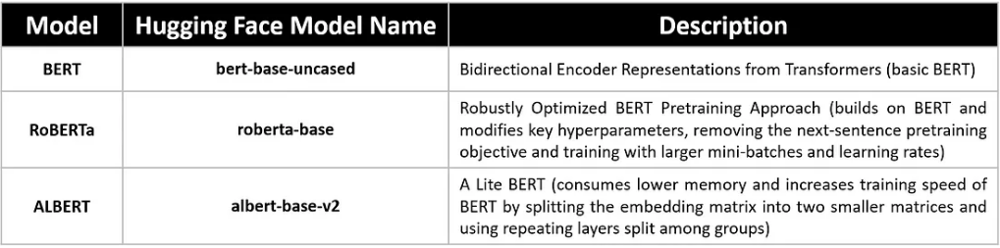 Model Hugging Face Model Name Description
BERT bert-base-uncased Bidirectional Encoder Representations from Transformers (basic BERT)
RoBERTa roberta-base Robustly Optimized BERT Pretraining Approach (builds on BERT and
modifies key hyperparameters, removing the next-sentence pretraining
objective and training with larger mini-batches and learning rates)
ALBERT albert-base-v2 A Lite BERT (consumes lower memory and increases training speed of
BERT by splitting the embedding matrix into two smaller matrices and
using repeating layers split among groups)